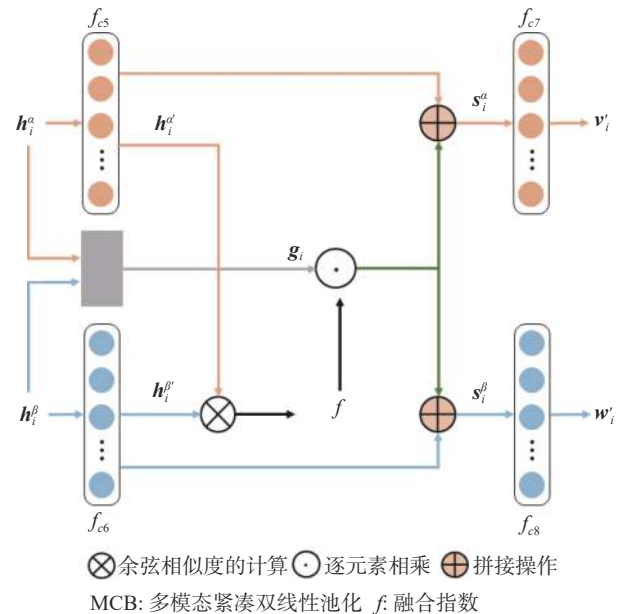 f_{c5}
f_{c7}
h_i^α
h_i^{α'}
s_i^α
v'_i
g_i
h_i^β
h_i^{β'}
f
s_i^β
w'_i
f_{c6}
f_{c8}
⊗余弦相似度的计算 ⊙逐元素相乘 ⊕拼接操作
MCB: 多模态紧凑双线性池化 f: 融合指数